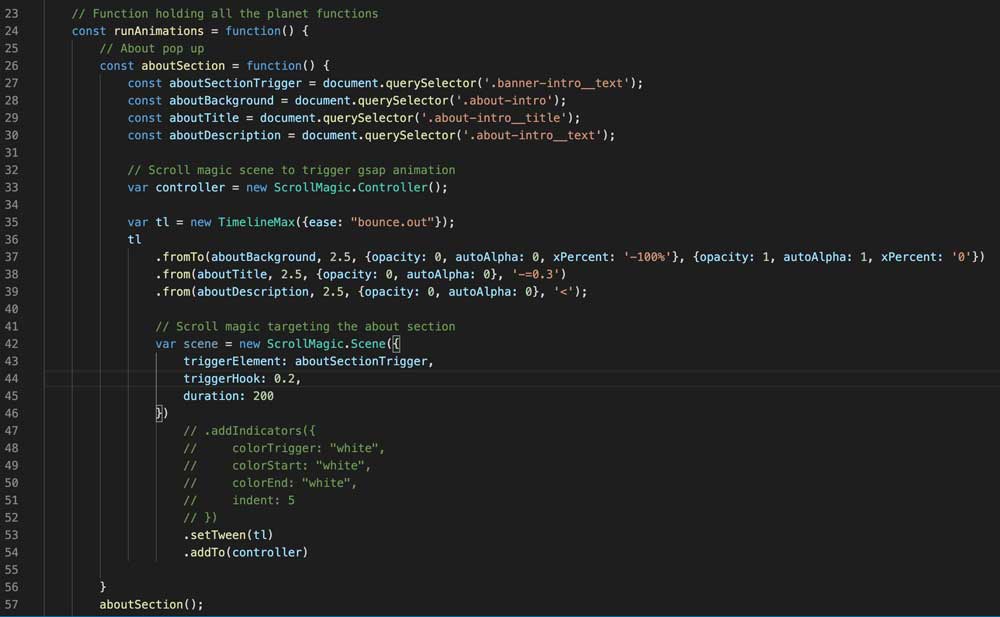 23 // Function holding all the planet functions
24 const runAnimations = function() {
25 // About pop up
26 const aboutSection = function() {
27 const aboutSectionTrigger = document.querySelector('.banner-intro__text');
28 const aboutBackground = document.querySelector('.about-intro');
29 const aboutTitle = document.querySelector('.about-intro__title');
30 const aboutDescription = document.querySelector('.about-intro__text');
31
32 // Scroll magic scene to trigger gsap animation
33 var controller = new ScrollMagic.Controller();
34
35 var tl = new TimelineMax({ease: "bounce.out"});
36 tl
37 .fromTo(aboutBackground, 2.5, {opacity: 0, autoAlpha: 0, xPercent: '-100%'}, {opacity: 1, autoAlpha: 1, xPercent: '0'})
38 .from(aboutTitle, 2.5, {opacity: 0, autoAlpha: 0}, '-=0.3')
39 .from(aboutDescription, 2.5, {opacity: 0, autoAlpha: 0}, '<');
40
41 // Scroll magic targeting the about section
42 var scene = new ScrollMagic.Scene({
43 triggerElement: aboutSectionTrigger,
44 triggerHook: 0.2,
45 duration: 200
46 })
47 // .addIndicators({
48 //     colorTrigger: "white",
49 //     colorStart: "white",
50 //     colorEnd: "white",
51 //     indent: 5
52 // })
53 .setTween(tl)
54 .addTo(controller)
55
56 }
57 aboutSection();